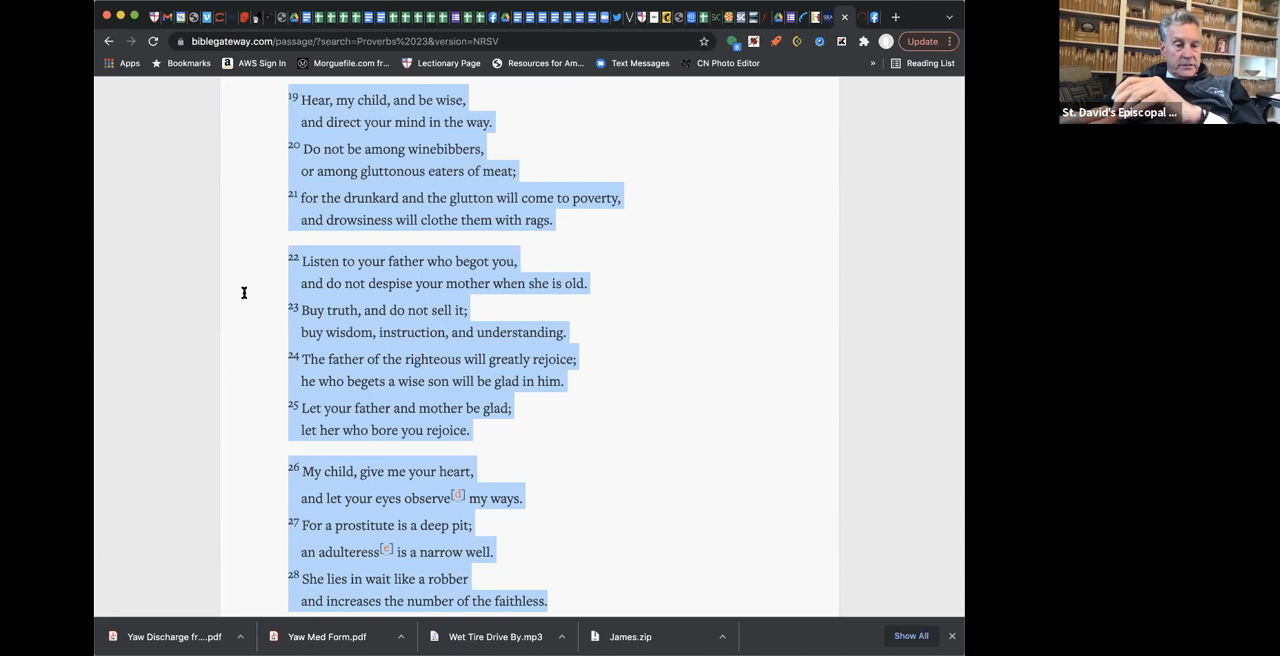 biblegateway.com/passage/?search=Proverbs%2023&version=NRSV
Update
Apps
Bookmarks
AWS Sign In
Morguefile.com fr...
Lectionary Page
Resources for Am...
Text Messages
CN Photo Editor
»
Reading List
19 Hear, my child, and be wise,
and direct your mind in the way.
20 Do not be among winebibbers,
or among gluttonous eaters of meat;
21 for the drunkard and the glutton will come to poverty,
and drowsiness will clothe them with rags.
22 Listen to your father who begot you,
and do not despise your mother when she is old.
23 Buy truth, and do not sell it;
buy wisdom, instruction, and understanding.
24 The father of the righteous will greatly rejoice;
he who begets a wise son will be glad in him.
25 Let your father and mother be glad;
let her who bore you rejoice.
26 My child, give me your heart,
and let your eyes observe[d] my ways.
27 For a prostitute is a deep pit;
an adulteress[e] is a narrow well.
28 She lies in wait like a robber
and increases the number of the faithless.
Yaw Discharge fr....pdf
Yaw Med Form.pdf
Wet Tire Drive By.mp3
James.zip
Show All
St. David's Episcopal ...